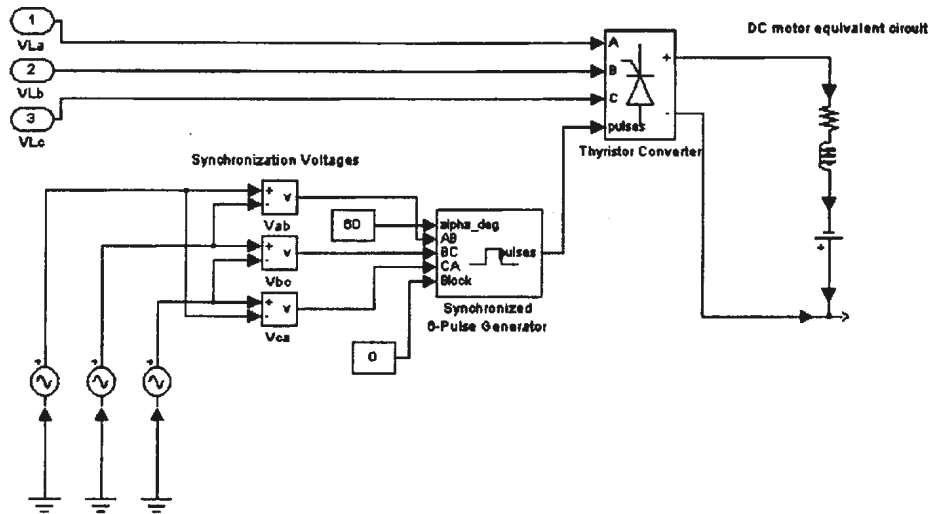 1
VLa
2
VLb
3
VLc
DC motor equivalent circuit
A
B
C
pulses
+
-
Thyristor Converter
Synchronization Voltages
+
-
v
Vab
+
-
v
Vbc
+
-
v
Vca
60
alpha_deg
AB
BC
CA
Block
pulses
Synchronized
6-Pulse Generator
0
+
+
+
+